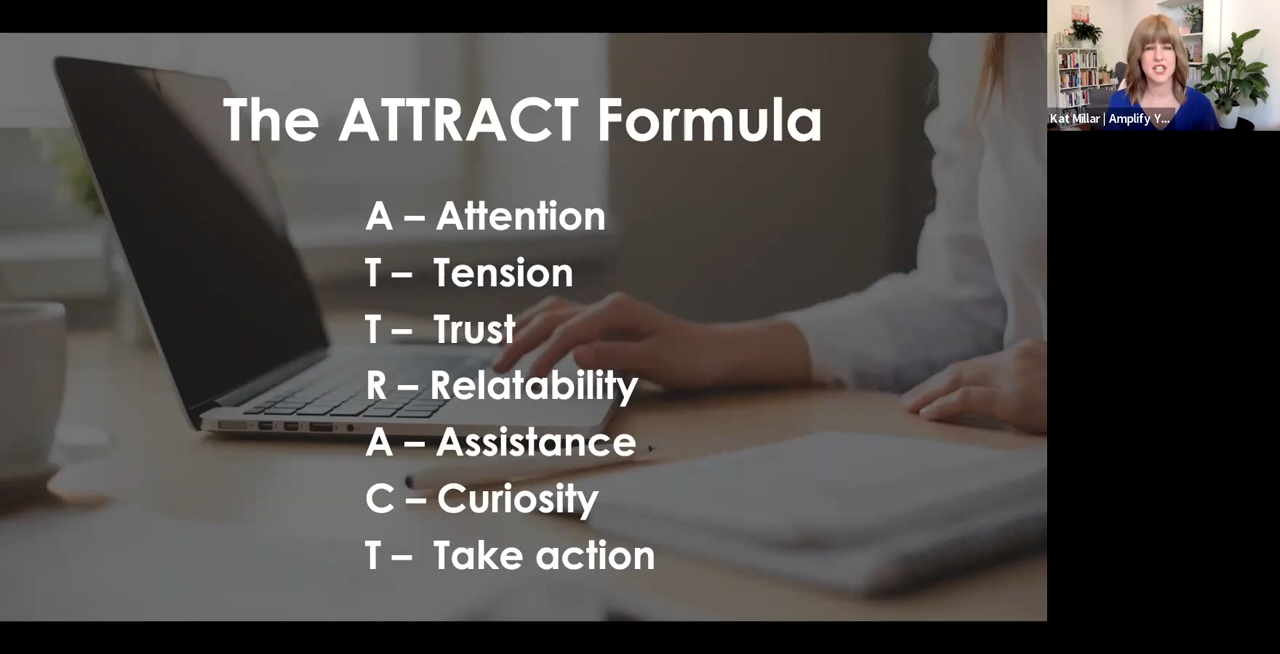 The ATTRACT Formula
A – Attention
T – Tension
T – Trust
R – Relatability
A – Assistance
C – Curiosity
T – Take action
Kat Millar | Amplify Y...